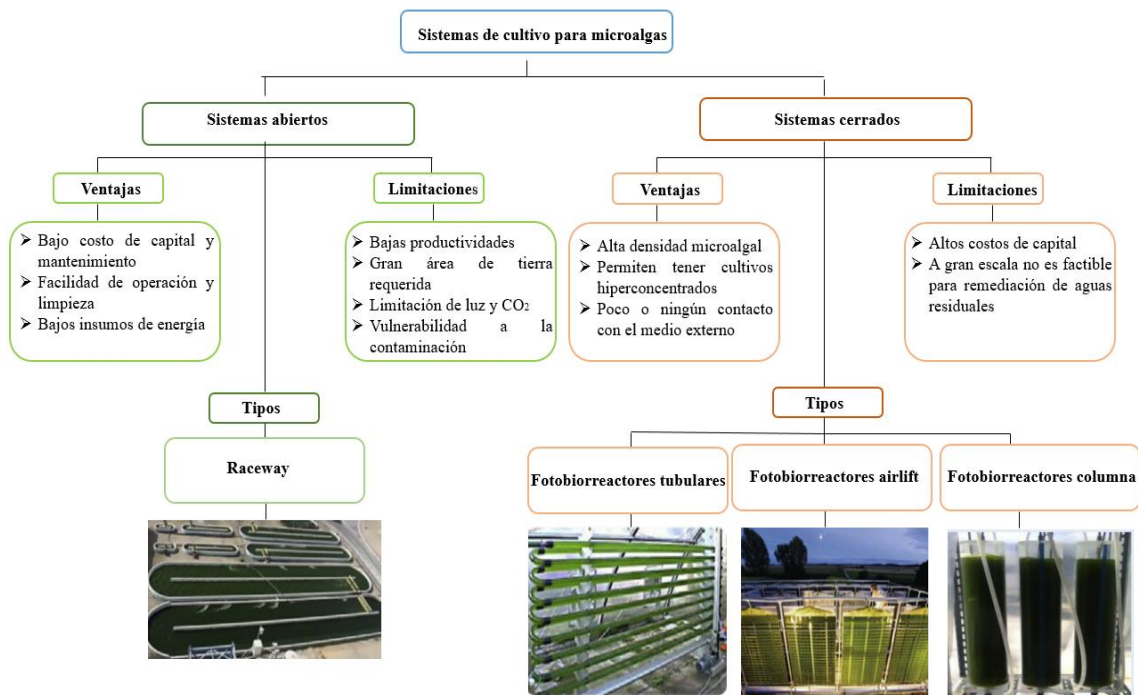 Sistemas de cultivo para microalgas
Sistemas abiertos
Sistemas cerrados
Ventajas
Limitaciones
Ventajas
Limitaciones
➤ Bajo costo de capital y
mantenimiento
➤ Facilidad de operación y
limpieza
➤ Bajos insumos de energía
➤ Bajas productividades
➤ Gran área de tierra
requerida
➤ Limitación de luz y CO₂
➤ Vulnerabilidad a la
contaminación
➤ Alta densidad microalgal
➤ Permiten tener cultivos
hiperconcentrados
➤ Poco o ningún contacto
con el medio externo
➤ Altos costos de capital
➤ A gran escala no es factible
para remediación de aguas
residuales
Tipos
Tipos
Raceway
Fotobiorreactores tubulares
Fotobiorreactores airlift
Fotobiorreactores columna